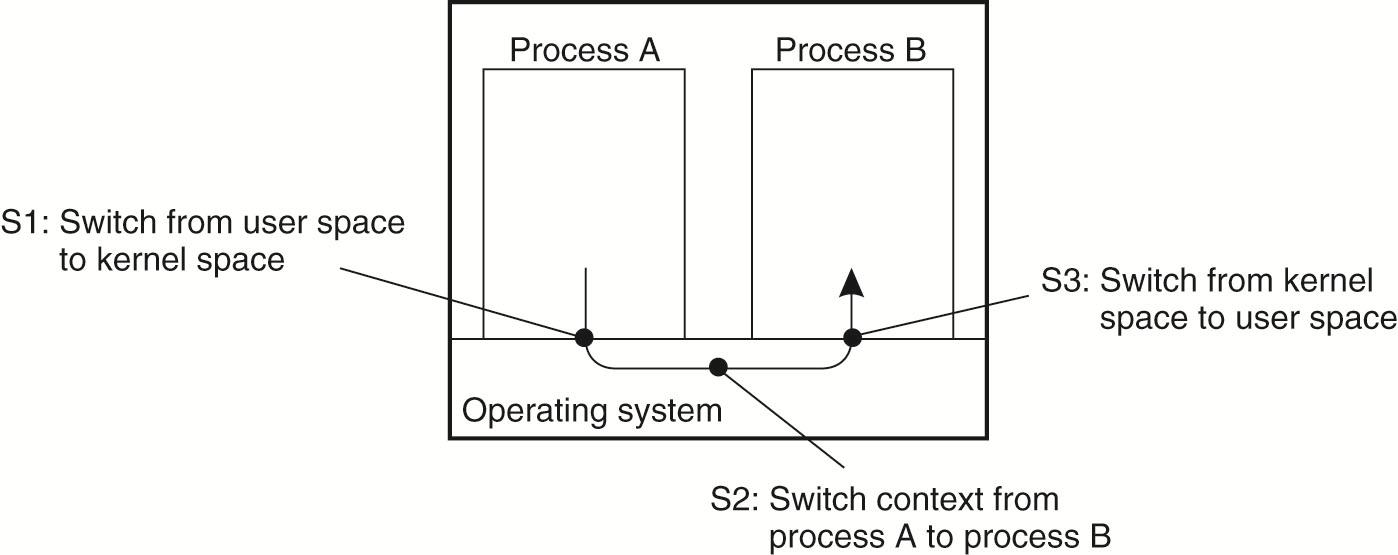 Process A
Process B
S1: Switch from user space
to kernel space
S3: Switch from kernel
space to user space
Operating system
S2: Switch context from
process A to process B